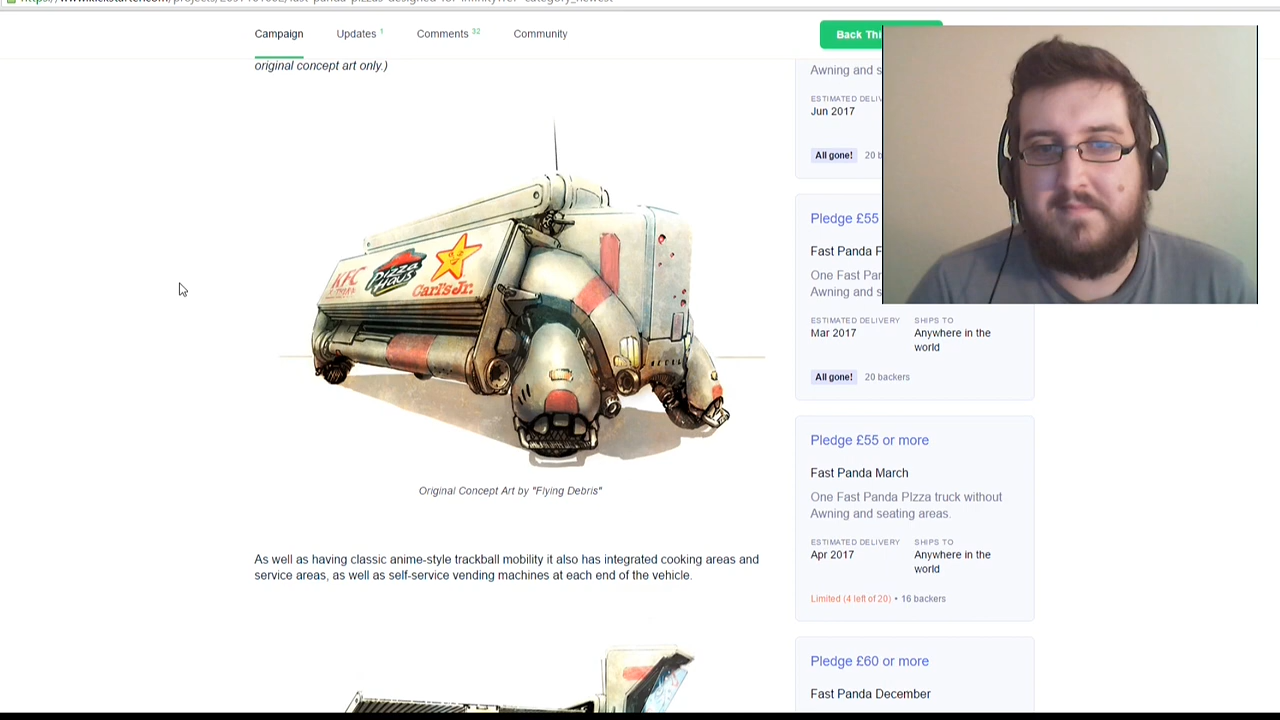 Campaign
Updates 1
Comments 32
Community
Back Thi
original concept art only.)
KFC
Pizza
Haus
Carl'sJr.
Original Concept Art by "Flying Debris"
As well as having classic anime-style trackball mobility it also has integrated cooking areas and
service areas, as well as self-service vending machines at each end of the vehicle.
Awning and s
ESTIMATED DELIV
Jun 2017
All gone! 20 b
Pledge £55
Fast Panda F
One Fast Pan
Awning and s
ESTIMATED DELIVERY SHIPS TO
Mar 2017 Anywhere in the
world
All gone! 20 backers
Pledge £55 or more
Fast Panda March
One Fast Panda PIzza truck without
Awning and seating areas.
ESTIMATED DELIVERY SHIPS TO
Apr 2017 Anywhere in the
world
Limited (4 left of 20) • 16 backers
Pledge £60 or more
Fast Panda December